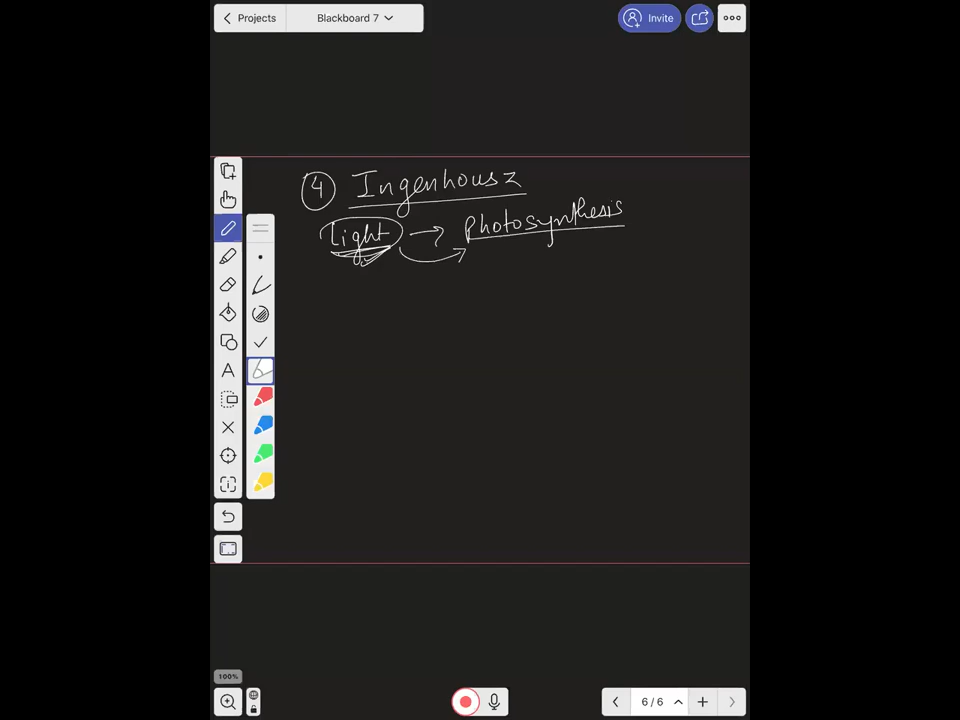 Projects
Blackboard 7
Invite
4 Ingenhousz
Light → Photosynthesis
A
100%
6 / 6